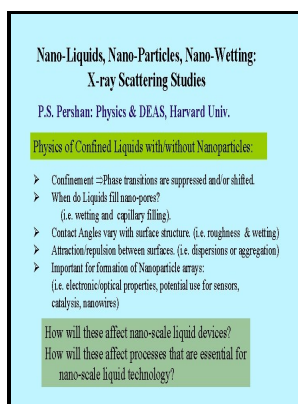 Nano-Liquids, Nano-Particles, Nano-Wetting:
X-ray Scattering Studies
P.S. Pershan: Physics & DEAS, Harvard Univ.
Physics of Confined Liquids with/without Nanoparticles:
➤ Confinement ⇒Phase transitions are suppressed and/or shifted.
➤ When do Liquids fill nano-pores?
(i.e. wetting and capillary filling).
➤ Contact Angles vary with surface structure. (i.e. roughness & wetting)
➤ Attraction/repulsion between surfaces. (i.e. dispersions or aggregation)
➤ Important for formation of Nanoparticle arrays:
(i.e. electronic/optical properties, potential use for sensors,
catalysis, nanowires)
How will these affect nano-scale liquid devices?
How will these affect processes that are essential for
nano-scale liquid technology?